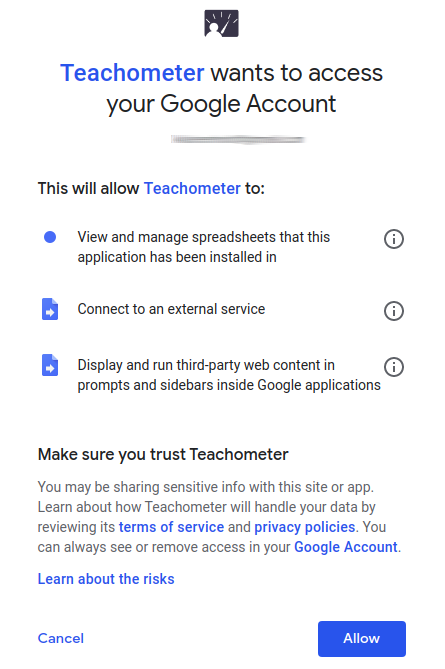 Teachometer wants to access
your Google Account
This will allow Teachometer to:
View and manage spreadsheets that this
application has been installed in
Connect to an external service
Display and run third-party web content in
prompts and sidebars inside Google applications
Make sure you trust Teachometer
You may be sharing sensitive info with this site or app.
Learn about how Teachometer will handle your data by
reviewing its terms of service and privacy policies. You
can always see or remove access in your Google Account.
Learn about the risks
Cancel
Allow